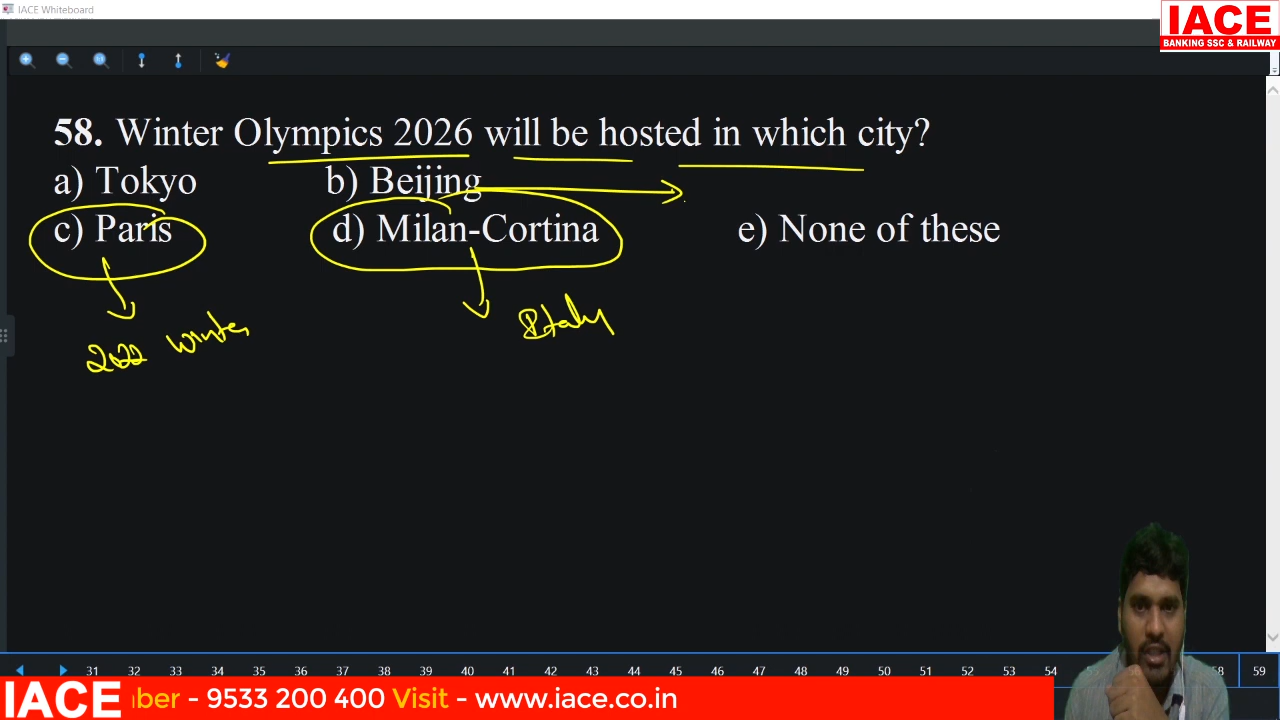 IACE Whiteboard
IACE
BANKING SSC & RAILWAY
58. Winter Olympics 2026 will be hosted in which city?
a) Tokyo b) Beijing
c) Paris d) Milan-Cortina e) None of these
2022 winter
Italy
31 32 33 34 35 36 37 38 39 40 41 42 43 44 45 46 47 48 49 50 51 52 53 54 58 59
IACE ber - 9533 200 400 Visit - www.iace.co.in